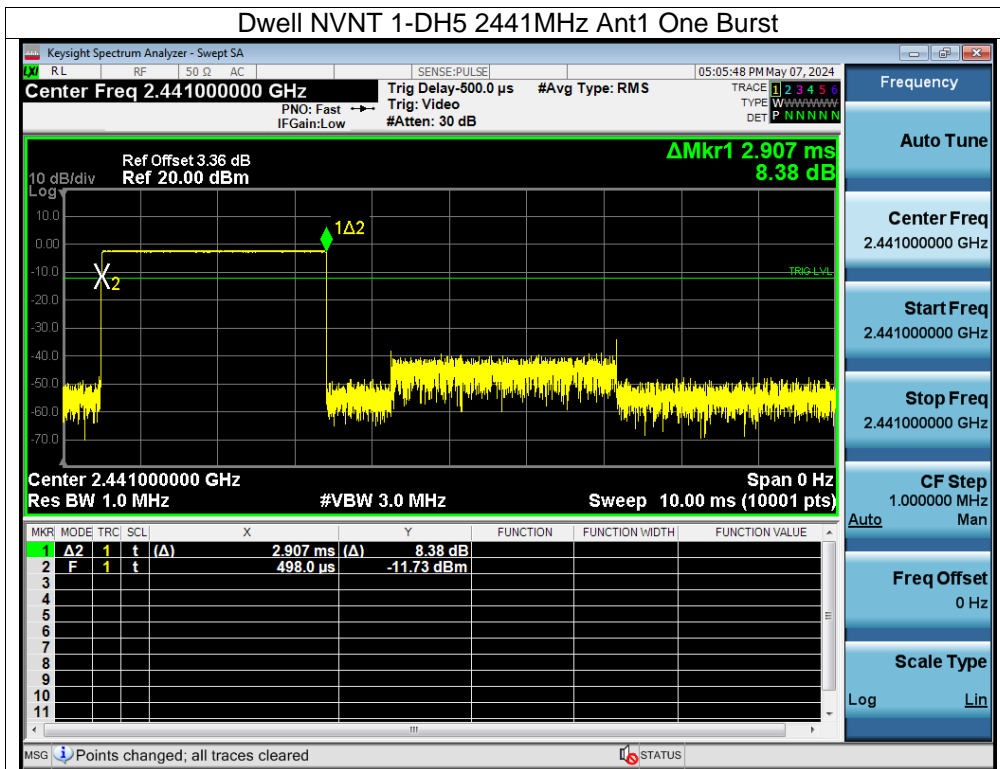 Dwell NVNT 1-DH5 2441MHz Ant1 One Burst
Keysight Spectrum Analyzer - Swept SA
LXI RL RF 50 Ω AC SENSE:PULSE 05:05:48 PM May 07, 2024
Center Freq 2.441000000 GHz
PNO: Fast
IFGain:Low
Trig Delay-500.0 µs
Trig: Video
#Atten: 30 dB
#Avg Type: RMS
TRACE 1 2 3 4 5 6
TYPE WWWWWW
DET P N N N N N
Ref Offset 3.36 dB
10 dB/div Ref 20.00 dBm
Log
ΔMkr1 2.907 ms
8.38 dB
10.0
0.00
-10.0
-20.0
-30.0
-40.0
-50.0
-60.0
-70.0
1Δ2
2
TRIG LVL
Center 2.441000000 GHz Span 0 Hz
Res BW 1.0 MHz #VBW 3.0 MHz Sweep 10.00 ms (10001 pts)
MKR MODE TRC SCL X Y FUNCTION FUNCTION WIDTH FUNCTION VALUE
1 Δ2 1 t (Δ) 2.907 ms (Δ) 8.38 dB
2 F 1 t 498.0 µs -11.73 dBm
3
4
5
6
7
8
9
10
11
MSG Points changed; all traces cleared STATUS
Frequency
Auto Tune
Center Freq
2.441000000 GHz
Start Freq
2.441000000 GHz
Stop Freq
2.441000000 GHz
CF Step
1.000000 MHz
Auto Man
Freq Offset
0 Hz
Scale Type
Log Lin